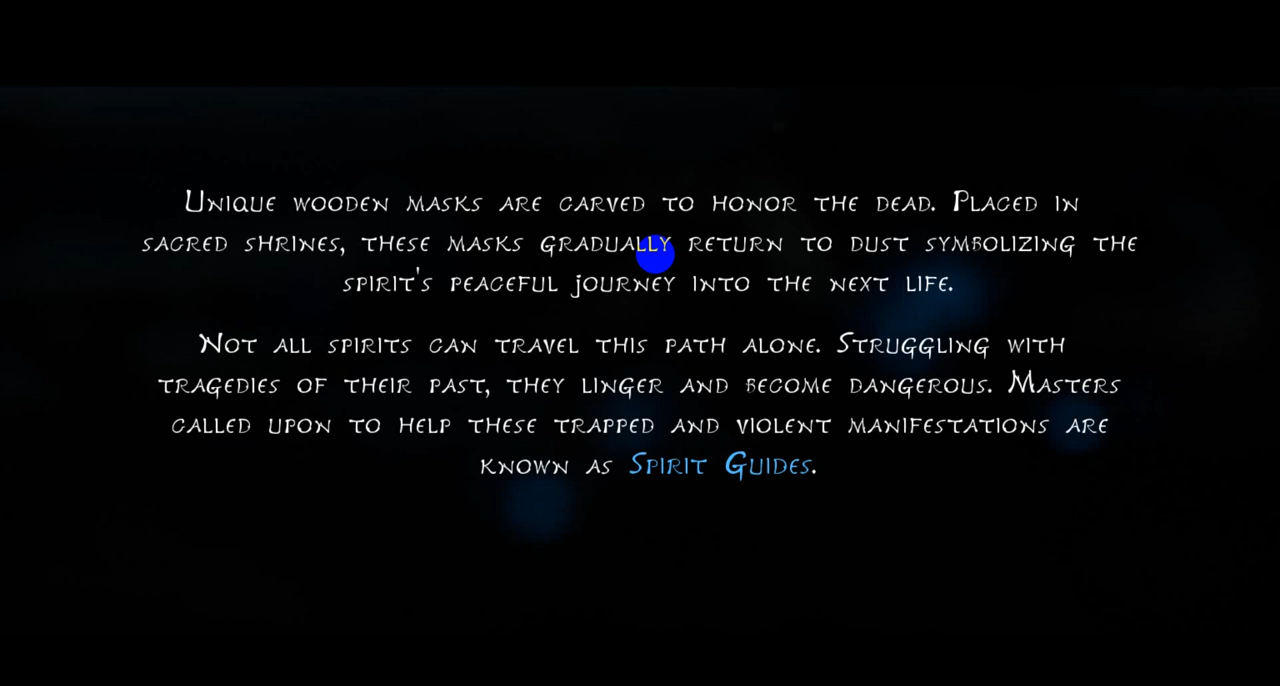 Unique wooden masks are carved to honor the dead. Placed in
sacred shrines, these masks gradually return to dust symbolizing the
spirit's peaceful journey into the next life.
Not all spirits can travel this path alone. Struggling with
tragedies of their past, they linger and become dangerous. Masters
called upon to help these trapped and violent manifestations are
known as Spirit Guides.